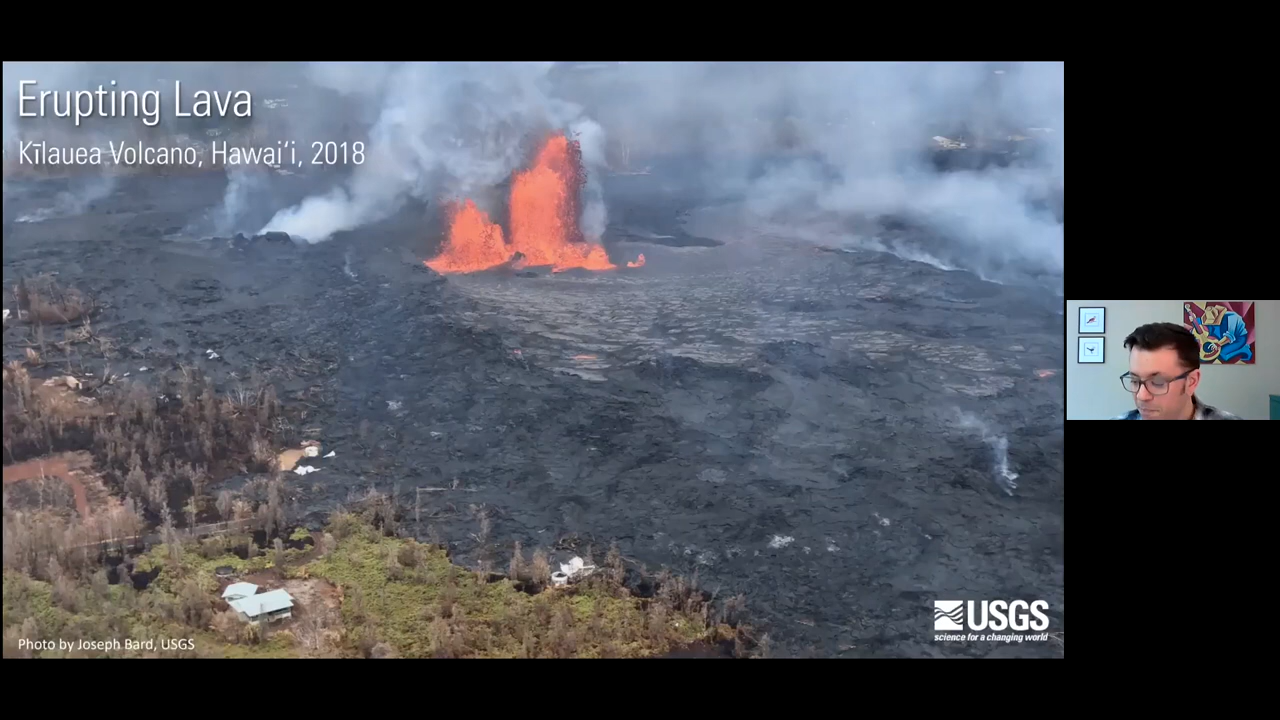 Erupting Lava
Kīlauea Volcano, Hawaiʻi, 2018
Photo by Joseph Bard, USGS
USGS
science for a changing world